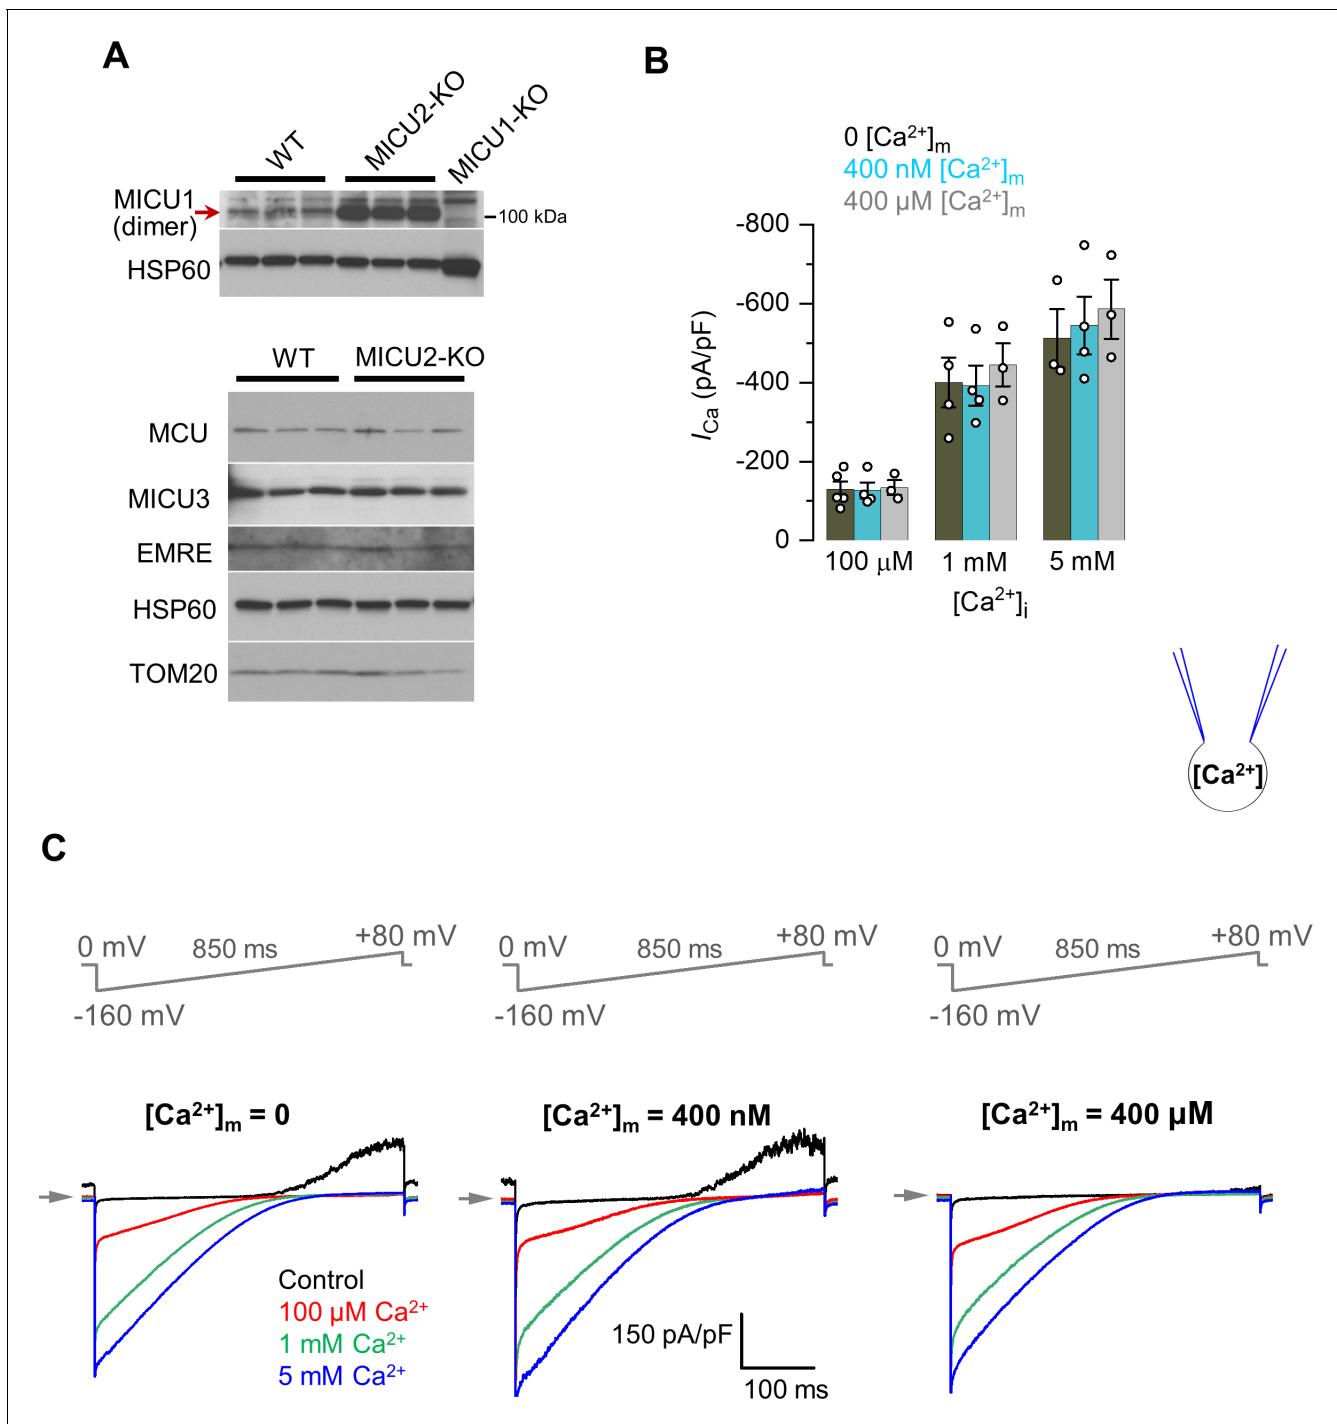 A
WT
MICU2-KO
MICU1-KO
MICU1
(dimer)
100 kDa
HSP60
WT
MICU2-KO
MCU
MICU3
EMRE
HSP60
TOM20
B
0 [Ca²⁺]ₘ
400 nM [Ca²⁺]ₘ
400 µM [Ca²⁺]ₘ
-800
-600
-400
-200
0
I_Ca (pA/pF)
100 µM
1 mM
5 mM
[Ca²⁺]ᵢ
[Ca²⁺]
C
0 mV
850 ms
+80 mV
-160 mV
0 mV
850 ms
+80 mV
-160 mV
0 mV
850 ms
+80 mV
-160 mV
[Ca²⁺]ₘ = 0
[Ca²⁺]ₘ = 400 nM
[Ca²⁺]ₘ = 400 µM
Control
100 µM Ca²⁺
1 mM Ca²⁺
5 mM Ca²⁺
150 pA/pF
100 ms